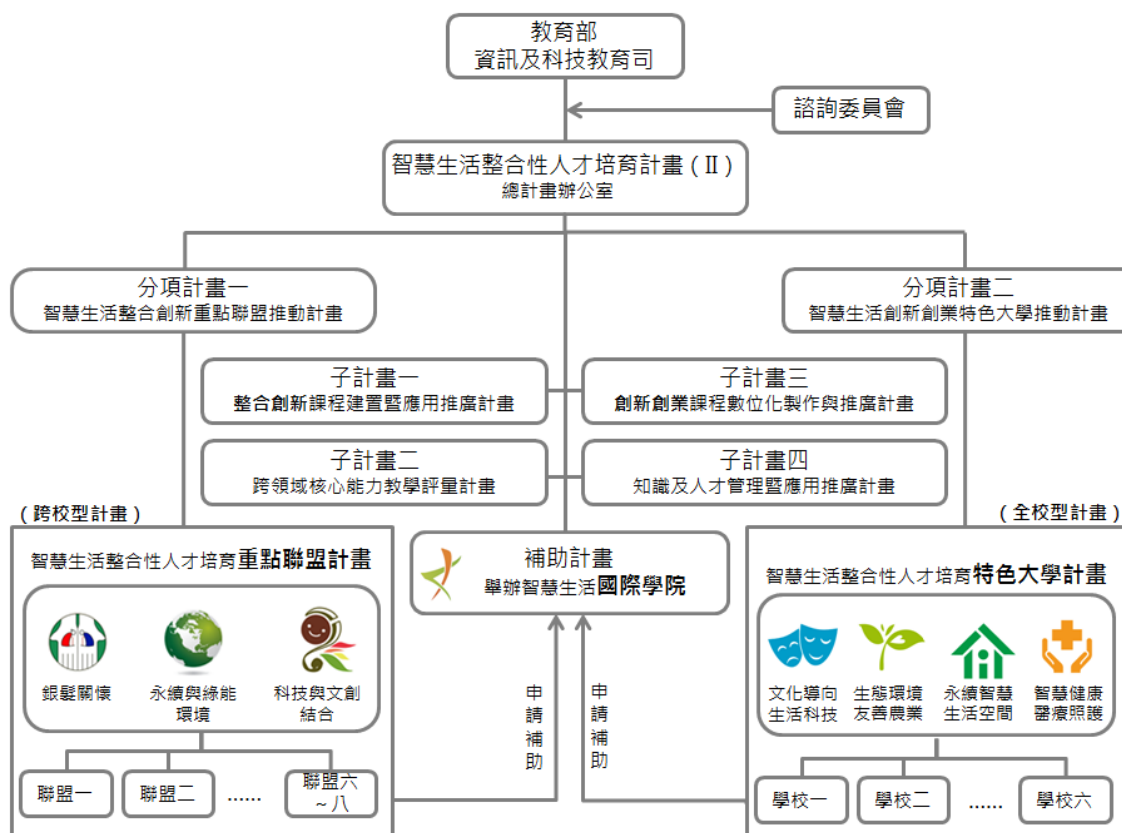 教育部
資訊及科技教育司
諮詢委員會
智慧生活整合性人才培育計畫(Ⅱ)
總計畫辦公室
分項計畫一
智慧生活整合創新重點聯盟推動計畫
分項計畫二
智慧生活創新創業特色大學推動計畫
子計畫一
整合創新課程建置暨應用推廣計畫
子計畫三
創新創業課程數位化製作與推廣計畫
子計畫二
跨領域核心能力教學評量計畫
子計畫四
知識及人才管理暨應用推廣計畫
(跨校型計畫)
(全校型計畫)
智慧生活整合性人才培育重點聯盟計畫
銀髮關懷
永續與綠能
環境
科技與文創
結合
聯盟一
聯盟二
......
聯盟六
~八
補助計畫
舉辦智慧生活國際學院
申請補助
申請補助
智慧生活整合性人才培育特色大學計畫
文化導向
生活科技
生態環境
友善農業
永續智慧
生活空間
智慧健康
醫療照護
學校一
學校二
......
學校六